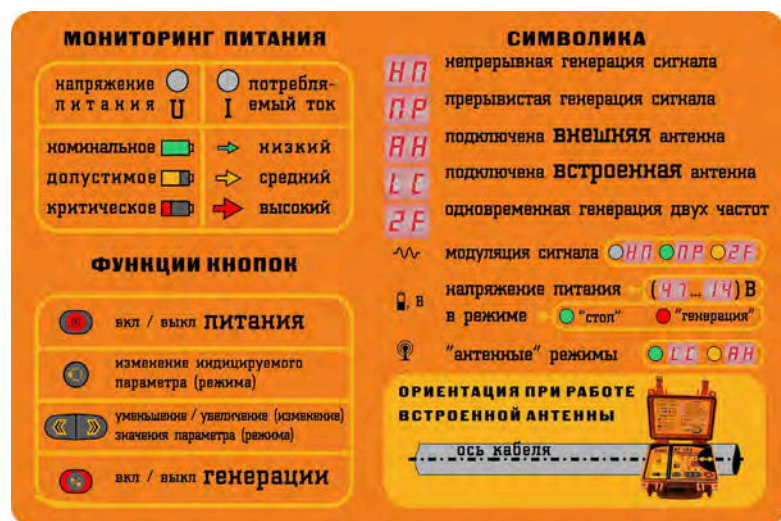 МОНИТОРИНГ ПИТАНИЯ
напряжение
питания U
I потребля-
емый ток
номинальное
низкий
допустимое
средний
критическое
высокий
ФУНКЦИИ КНОПОК
вкл / выкл питания
изменение индицируемого
параметра (режима)
уменьшение / увеличение (изменение)
значения параметра (режима)
вкл / выкл генерации
СИМВОЛИКА
НП непрерывная генерация сигнала
ПР прерывистая генерация сигнала
АН подключена внешняя антенна
LC подключена встроенная антенна
2F одновременная генерация двух частот
модуляция сигнала НП ПР 2F
, В напряжение питания (47... 14) В
в режиме "стоп" "генерация"
"антенные" режимы LC АН
ОРИЕНТАЦИЯ ПРИ РАБОТЕ
ВСТРОЕННОЙ АНТЕННЫ
ось кабеля